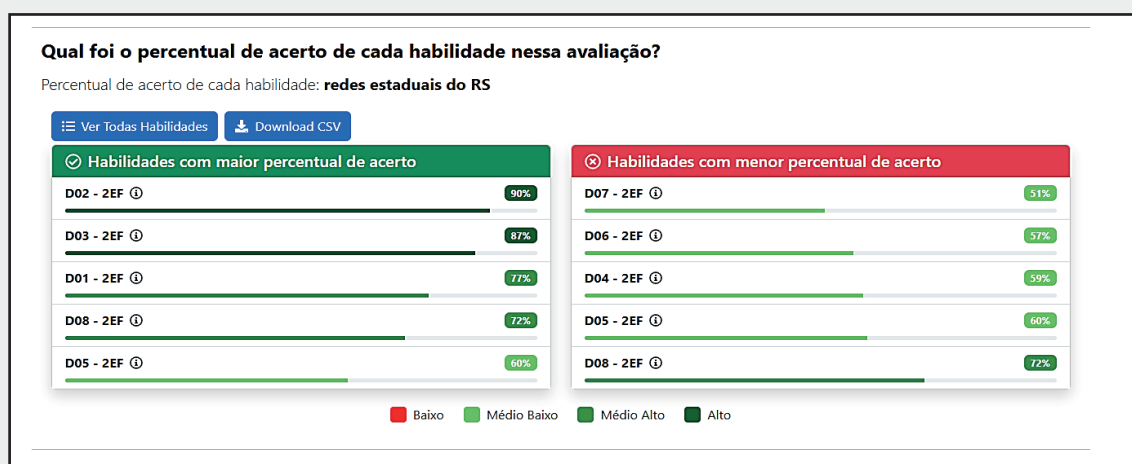 Qual foi o percentual de acerto de cada habilidade nessa avaliação?
Percentual de acerto de cada habilidade: redes estaduais do RS
Ver Todas Habilidades
Download CSV
Habilidades com maior percentual de acerto
D02 - 2EF 90%
D03 - 2EF 87%
D01 - 2EF 77%
D08 - 2EF 72%
D05 - 2EF 60%
Habilidades com menor percentual de acerto
D07 - 2EF 51%
D06 - 2EF 57%
D04 - 2EF 59%
D05 - 2EF 60%
D08 - 2EF 72%
Baixo Médio Baixo Médio Alto Alto